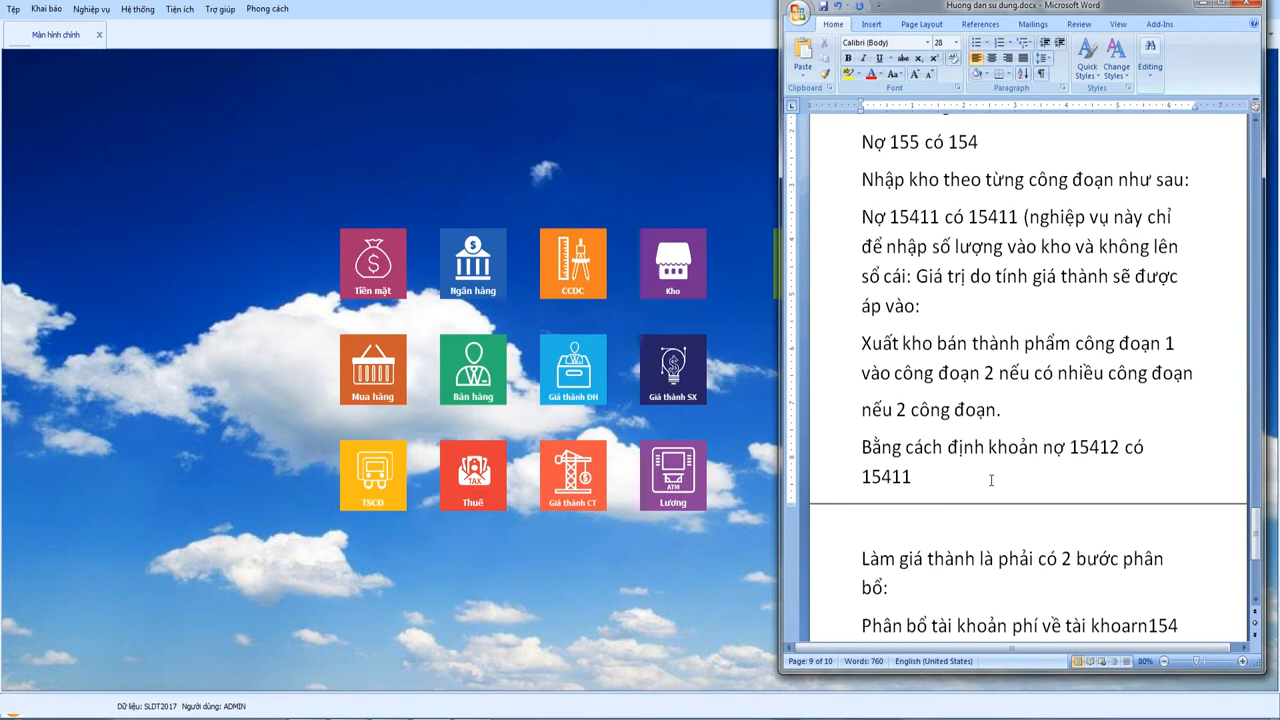 Tệp Khai báo Nghiệp vụ Hệ thống Tiện ích Trợ giúp Phong cách
Màn hình chính x
Tiền mặt Ngân hàng CCDC Kho
Mua hàng Bán hàng Giá thành ĐH Giá thành SX
TSCĐ Thuế Giá thành CT Lương
TAX
ATM
Dữ liệu: SLDT2017 Người dùng: ADMIN
Huong dan su dung.docx - Microsoft Word
Home Insert Page Layout References Mailings Review View Add-Ins
Calibri (Body) 28
Paste
Quick Styles
Change Styles
Editing
Clipboard Font Paragraph Styles
Nợ 155 có 154
Nhập kho theo từng công đoạn như sau:
Nợ 15411 có 15411 (nghiệp vụ này chỉ
để nhập số lượng vào kho và không lên
sổ cái: Giá trị do tính giá thành sẽ được
áp vào:
Xuất kho bán thành phẩm công đoạn 1
vào công đoạn 2 nếu có nhiều công đoạn
nếu 2 công đoạn.
Bằng cách định khoản nợ 15412 có
15411
Làm giá thành là phải có 2 bước phân
bổ:
Phân bổ tài khoản phí về tài khoarn154
Page: 9 of 10 Words: 760 English (United States) 80%